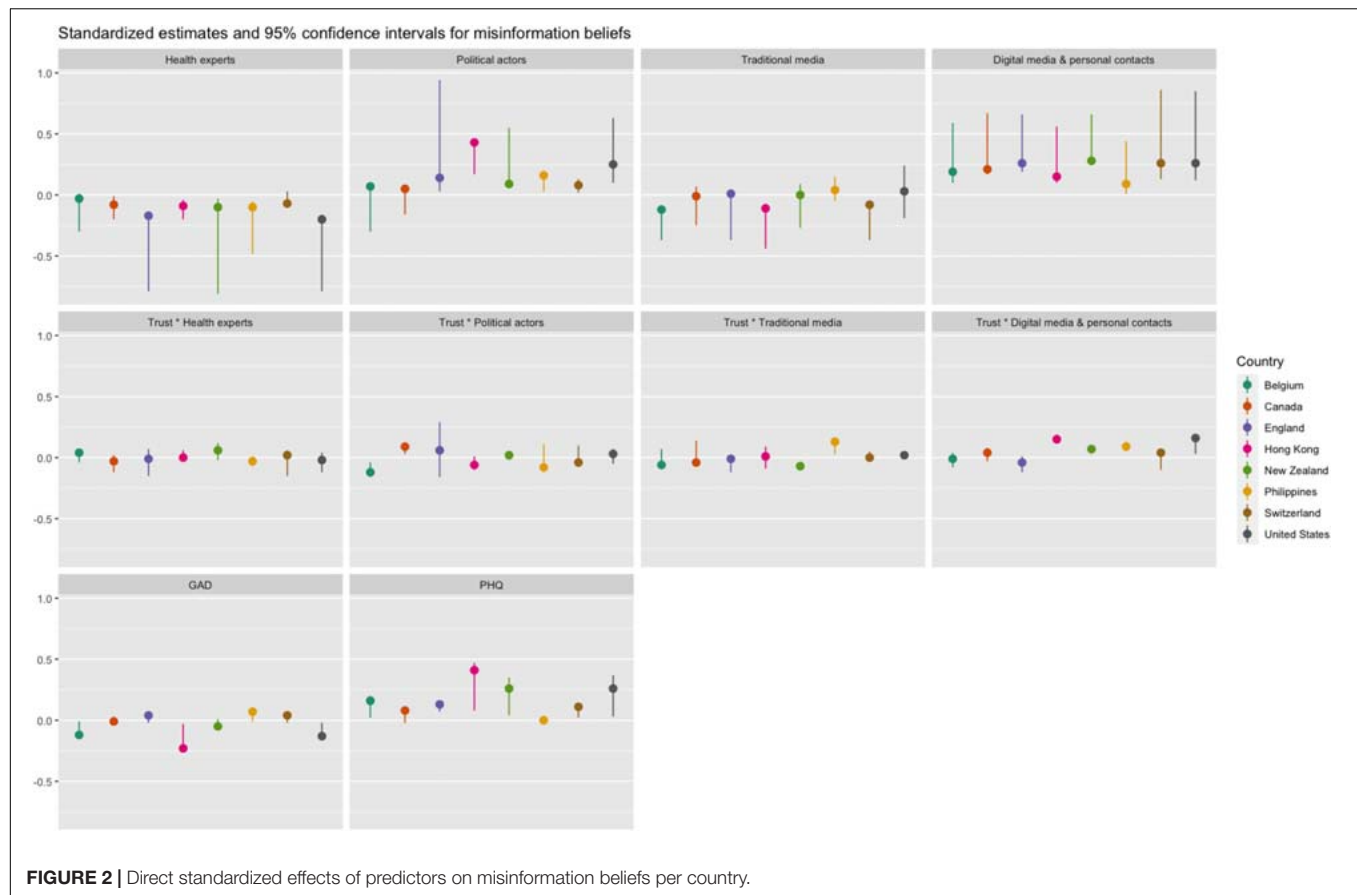 Standardized estimates and 95% confidence intervals for misinformation beliefs
Health experts
Political actors
Traditional media
Digital media & personal contacts
1.0
0.5
0.0
-0.5
Trust * Health experts
Trust * Political actors
Trust * Traditional media
Trust * Digital media & personal contacts
1.0
0.5
0.0
-0.5
Country
Belgium
Canada
England
Hong Kong
New Zealand
Philippines
Switzerland
United States
GAD
PHQ
1.0
0.5
0.0
-0.5
FIGURE 2 | Direct standardized effects of predictors on misinformation beliefs per country.